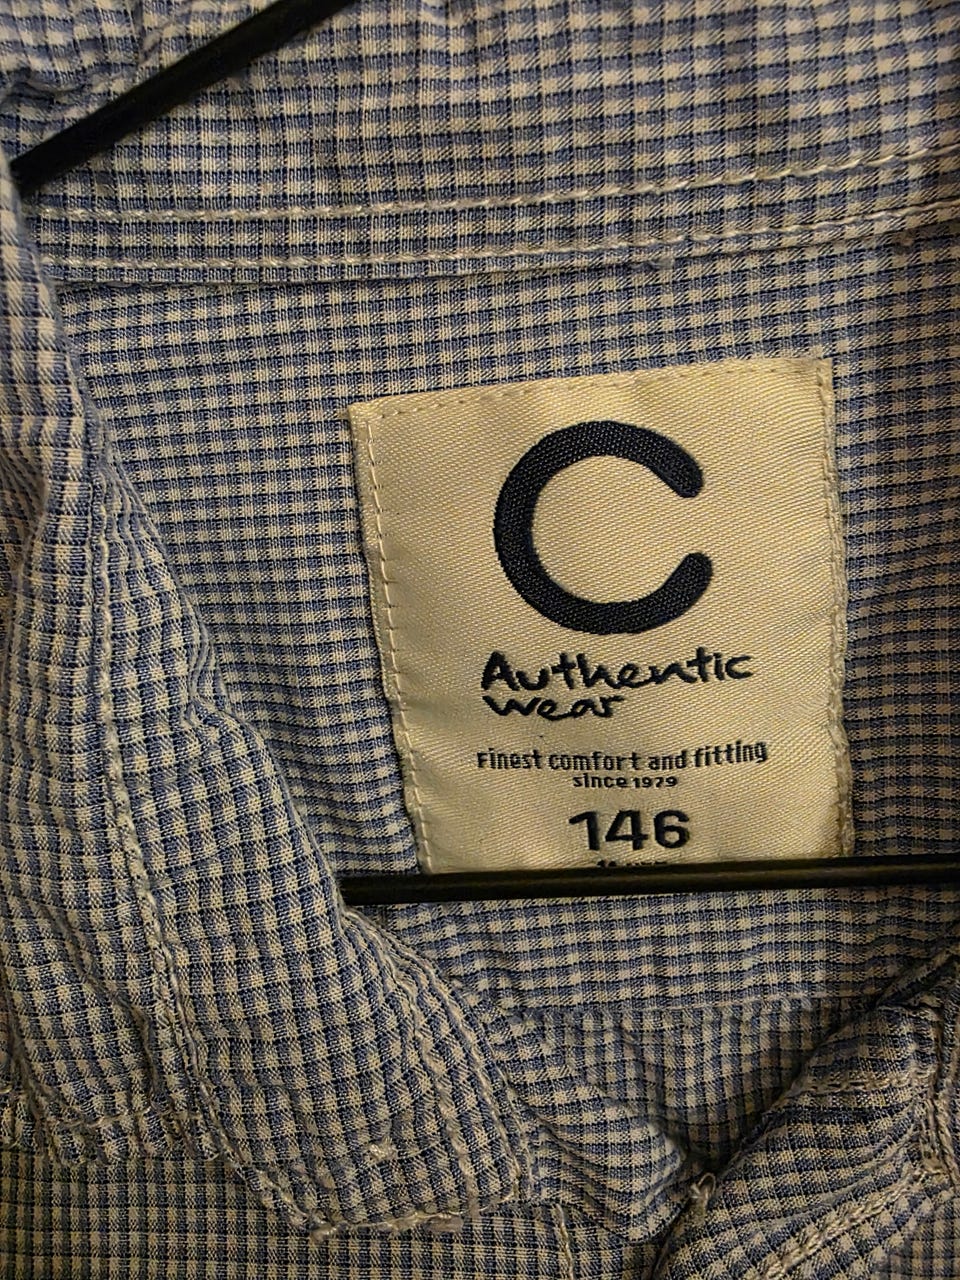 C
Authentic
wear
Finest comfort and fitting
since 1979
146